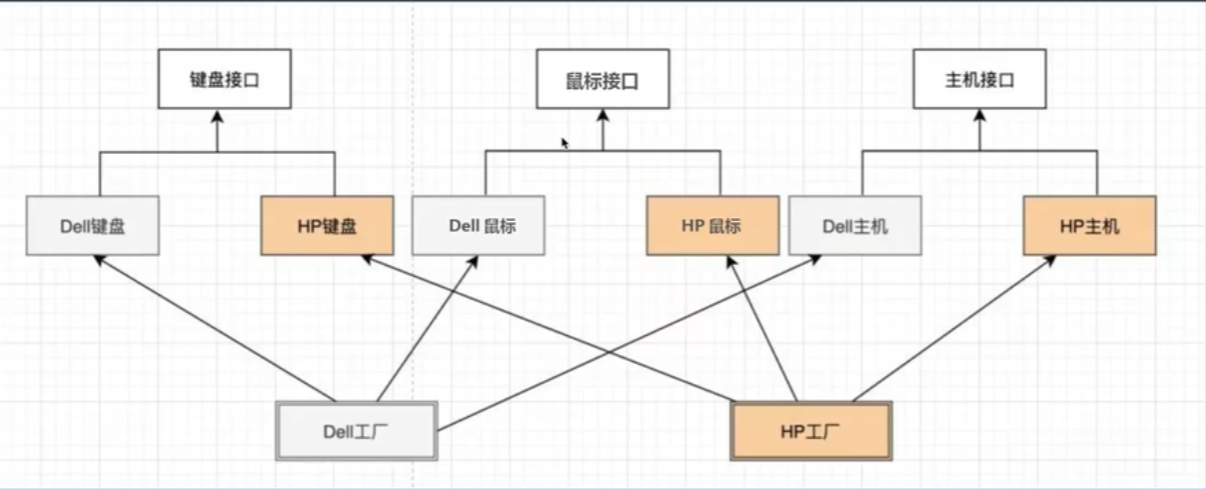 键盘接口
鼠标接口
主机接口
Dell键盘
HP键盘
Dell 鼠标
HP 鼠标
Dell主机
HP主机
Dell工厂
HP工厂